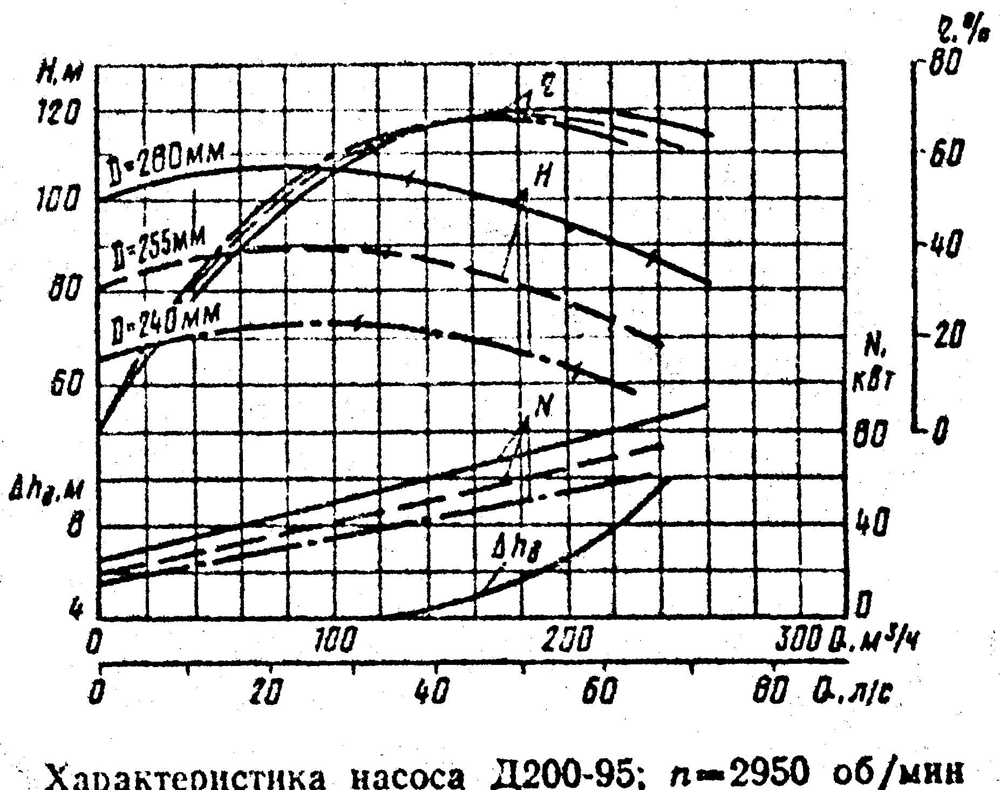 η, %
H, м
80
120
η
D=280мм
60
H
100
D=255мм
40
80
D=240мм
20
N,
кВт
60
N
80
0
Δhд, м
8
40
Δhд
4
0
0 100 200 300 Q, м³/ч
0 20 40 60 80 Q, л/с
Характеристика насоса Д200-95; n=2950 об/мин